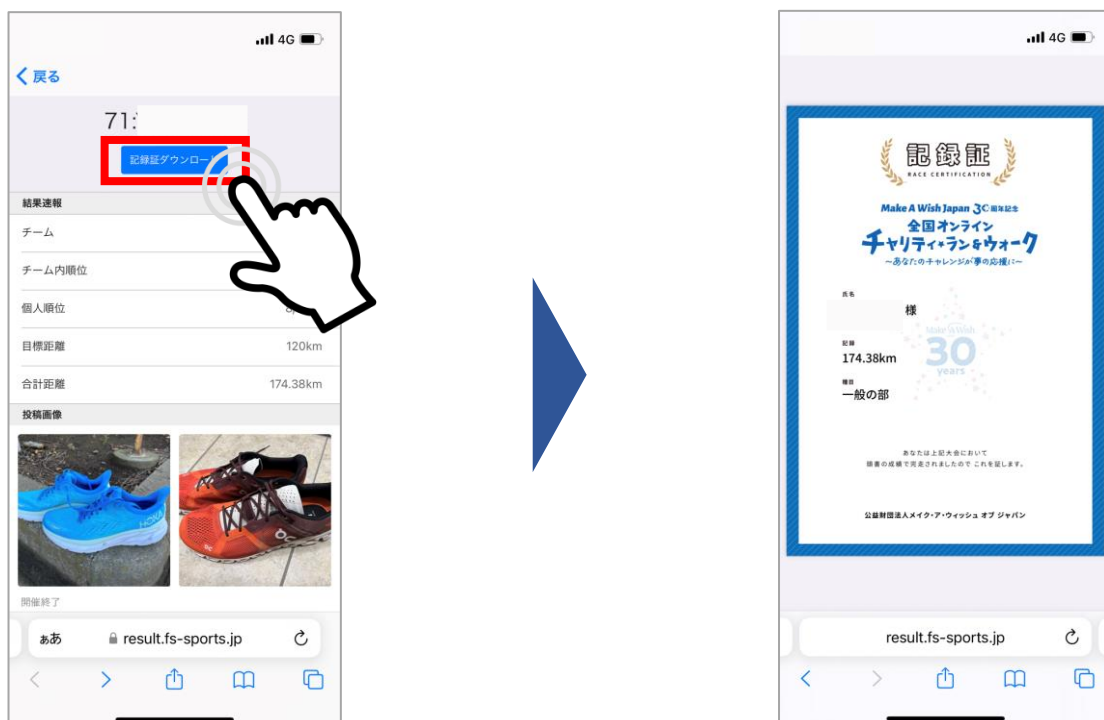 4G
戻る
71:
記録証ダウンロー
結果速報
チーム
チーム内順位
個人順位
目標距離
120km
合計距離
174.38km
投稿画像
HOKA
開催終了
ぁあ
result.fs-sports.jp
4G
記録証
RACE CERTIFICATION
Make A Wish Japan 30周年記念
全国オンライン
チャリティ・ラン&ウォーク
～あなたのチャレンジが夢の応援に～
氏名
様
Make a Wish
記録
174.38km
30
years
種目
一般の部
あなたは上記大会において
頭書の成績で完走されましたので これを証します。
公益財団法人メイク・ア・ウィッシュ オブ ジャパン
result.fs-sports.jp